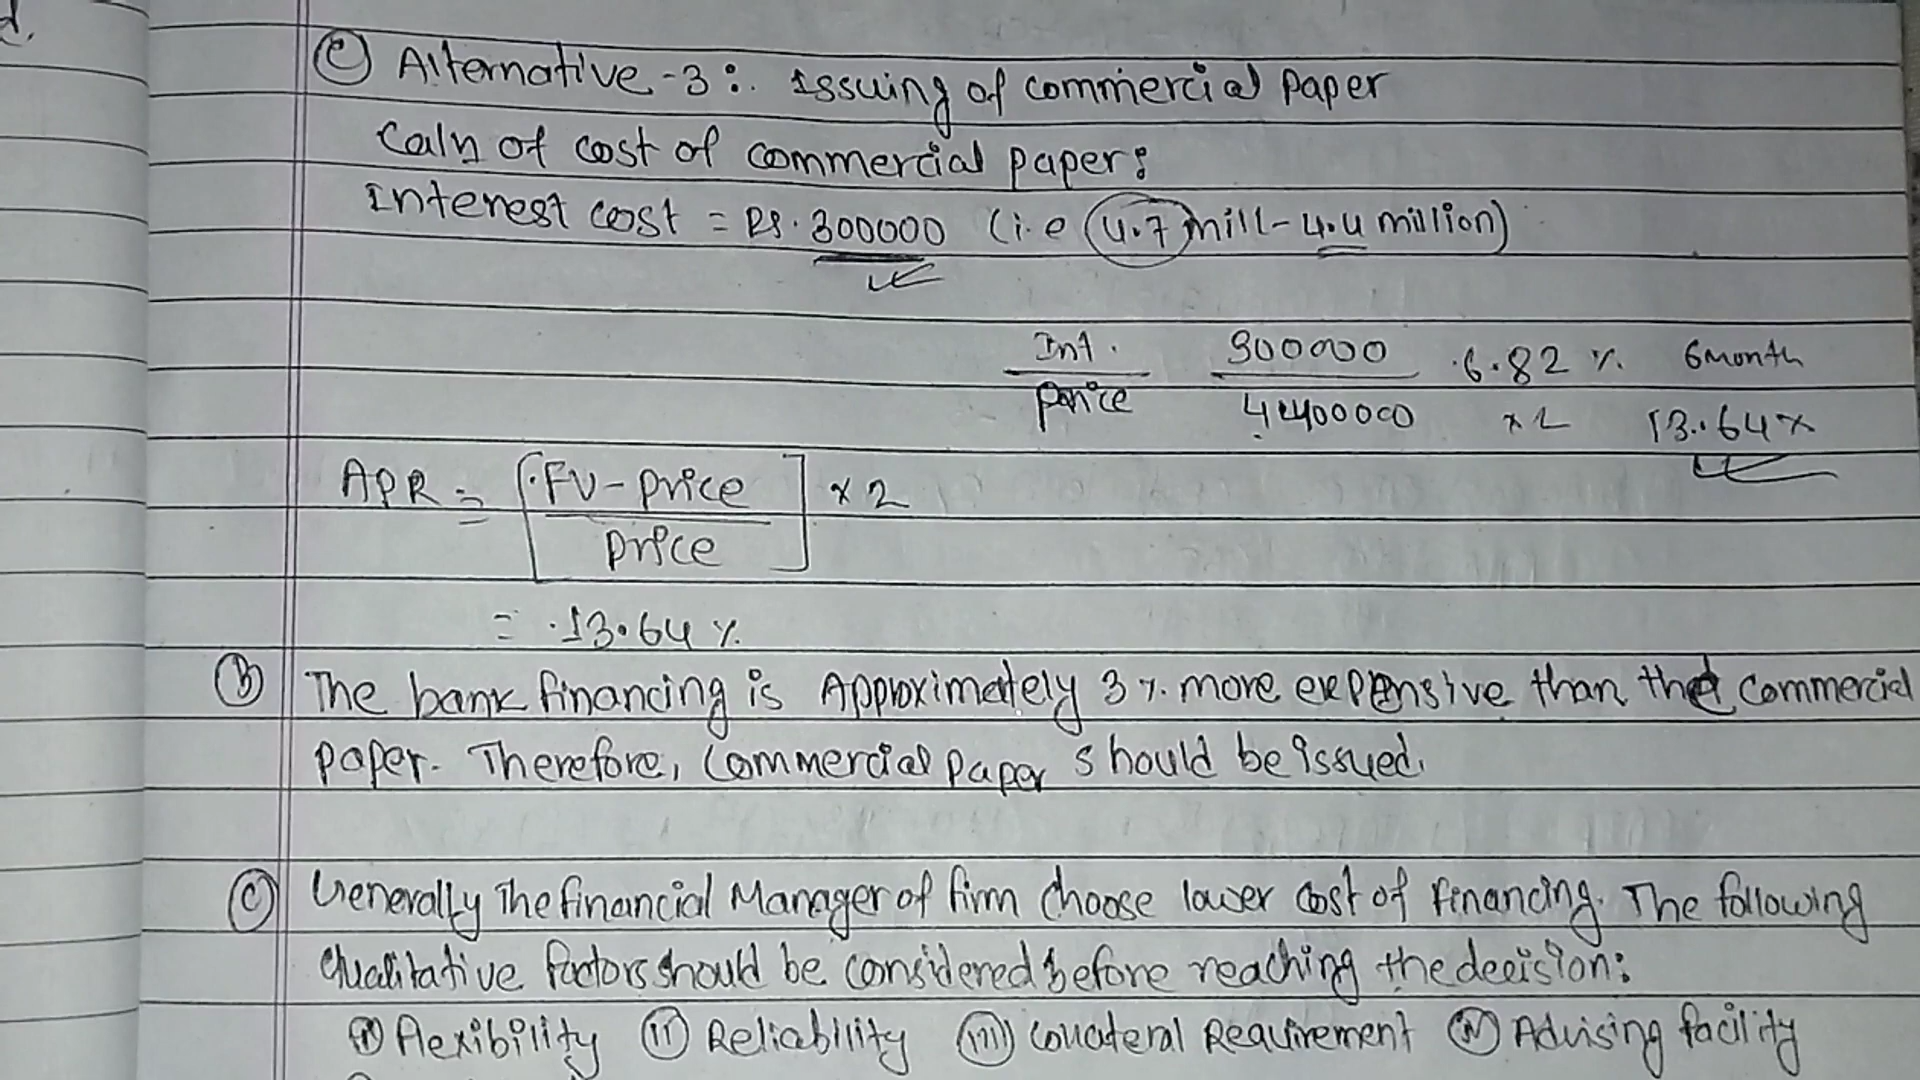 d.
(C) Alternative-3:. Issuing of commercial paper
Caln of cost of commercial paper:
Interest cost = Rs. 300000 (i.e 4.7 mill - 4.4 million)
Int. 300000 .6.82 % 6month
Price 4400000 x2 13.64%
APR = [FV - price] x 2
price
= .13.64 %
(b) The bank financing is Approximately 3 % more expensive than the commercial
paper. Therefore, commercial paper should be issued.
(C) Generally The financial Manager of firm choose lower cost of financing. The following
qualitative factors should be considered before reaching the decision:
(i) flexibility (ii) Reliability (iii) collateral Requirement (iv) Advising facility